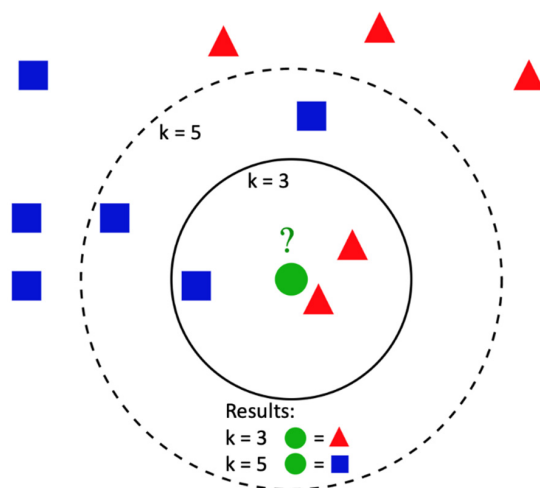 k = 5
k = 3
?
Results:
k = 3 =
k = 5 =